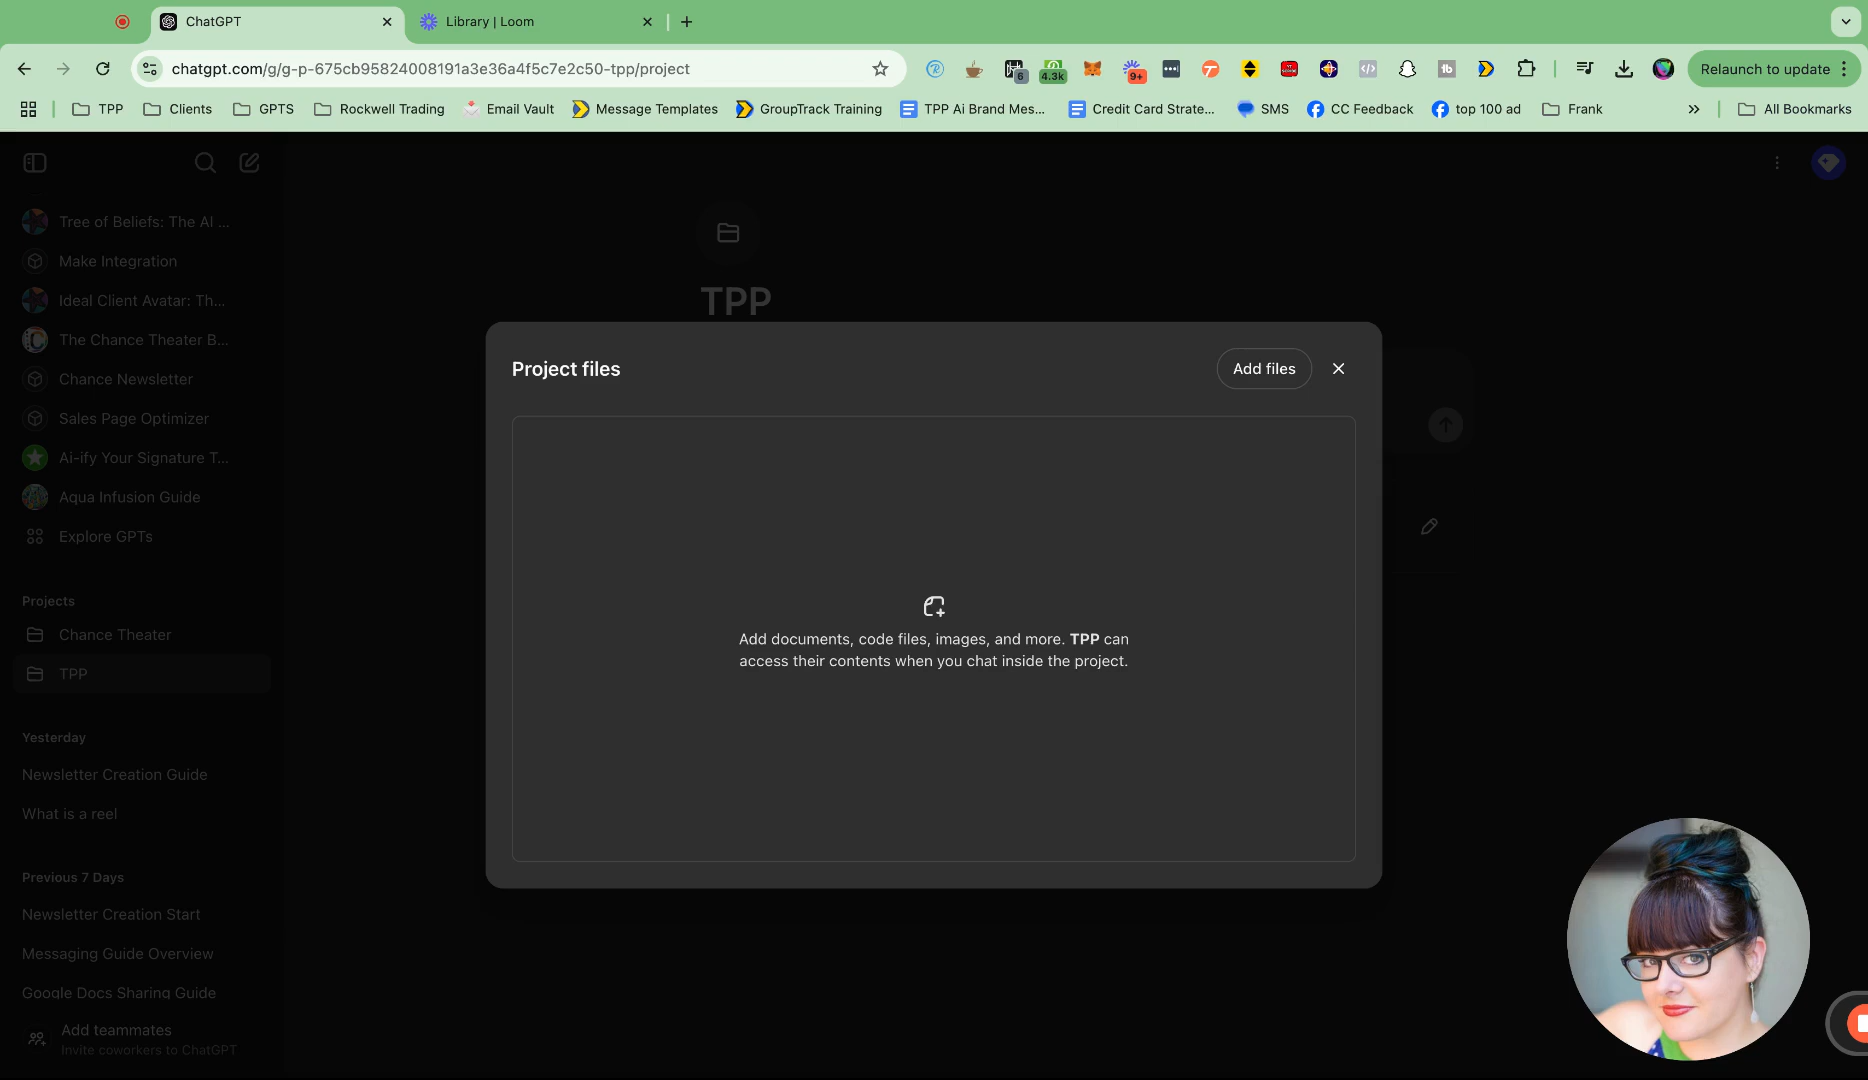 ChatGPT
Library | Loom
chatgpt.com/g/g-p-675cb95824008191a3e36a4f5c7e2c50-tpp/project
6
4.3k
9+
Relaunch to update
TPP
Clients
GPTS
Rockwell Trading
Email Vault
Message Templates
GroupTrack Training
TPP Ai Brand Mes...
Credit Card Strate...
SMS
CC Feedback
top 100 ad
Frank
All Bookmarks
Tree of Beliefs: The AI ...
Make Integration
Ideal Client Avatar: Th...
The Chance Theater B...
Chance Newsletter
Sales Page Optimizer
Ai-ify Your Signature T...
Aqua Infusion Guide
Explore GPTs
Projects
Chance Theater
TPP
Yesterday
Newsletter Creation Guide
What is a reel
Previous 7 Days
Newsletter Creation Start
Messaging Guide Overview
Google Docs Sharing Guide
Add teammates
Invite coworkers to ChatGPT
TPP
Project files
Add files
Add documents, code files, images, and more. TPP can
access their contents when you chat inside the project.